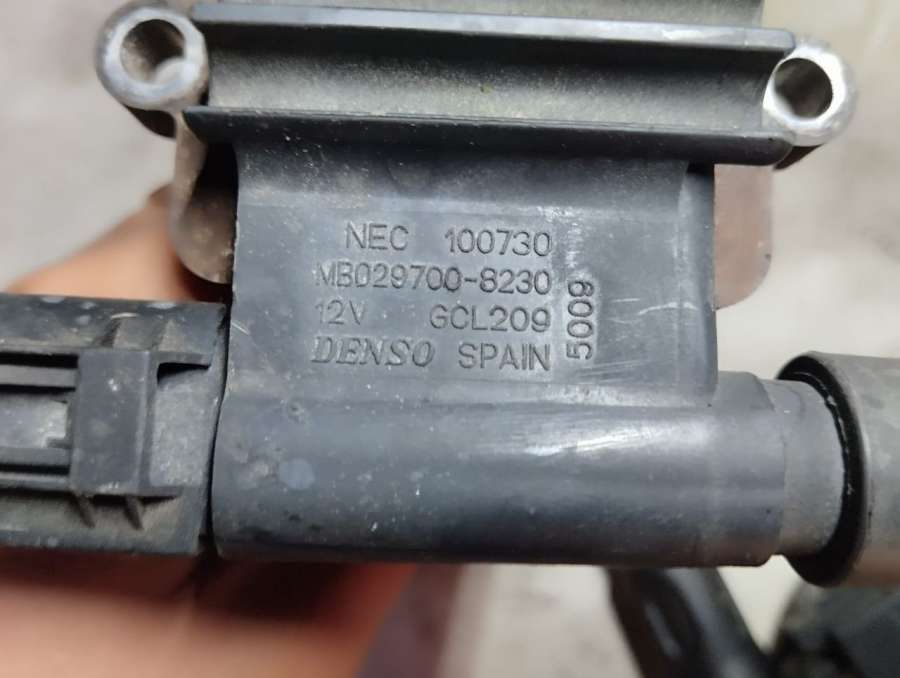 NEC 100730
MB029700-8230
12V GCL209
DENSO SPAIN
5009